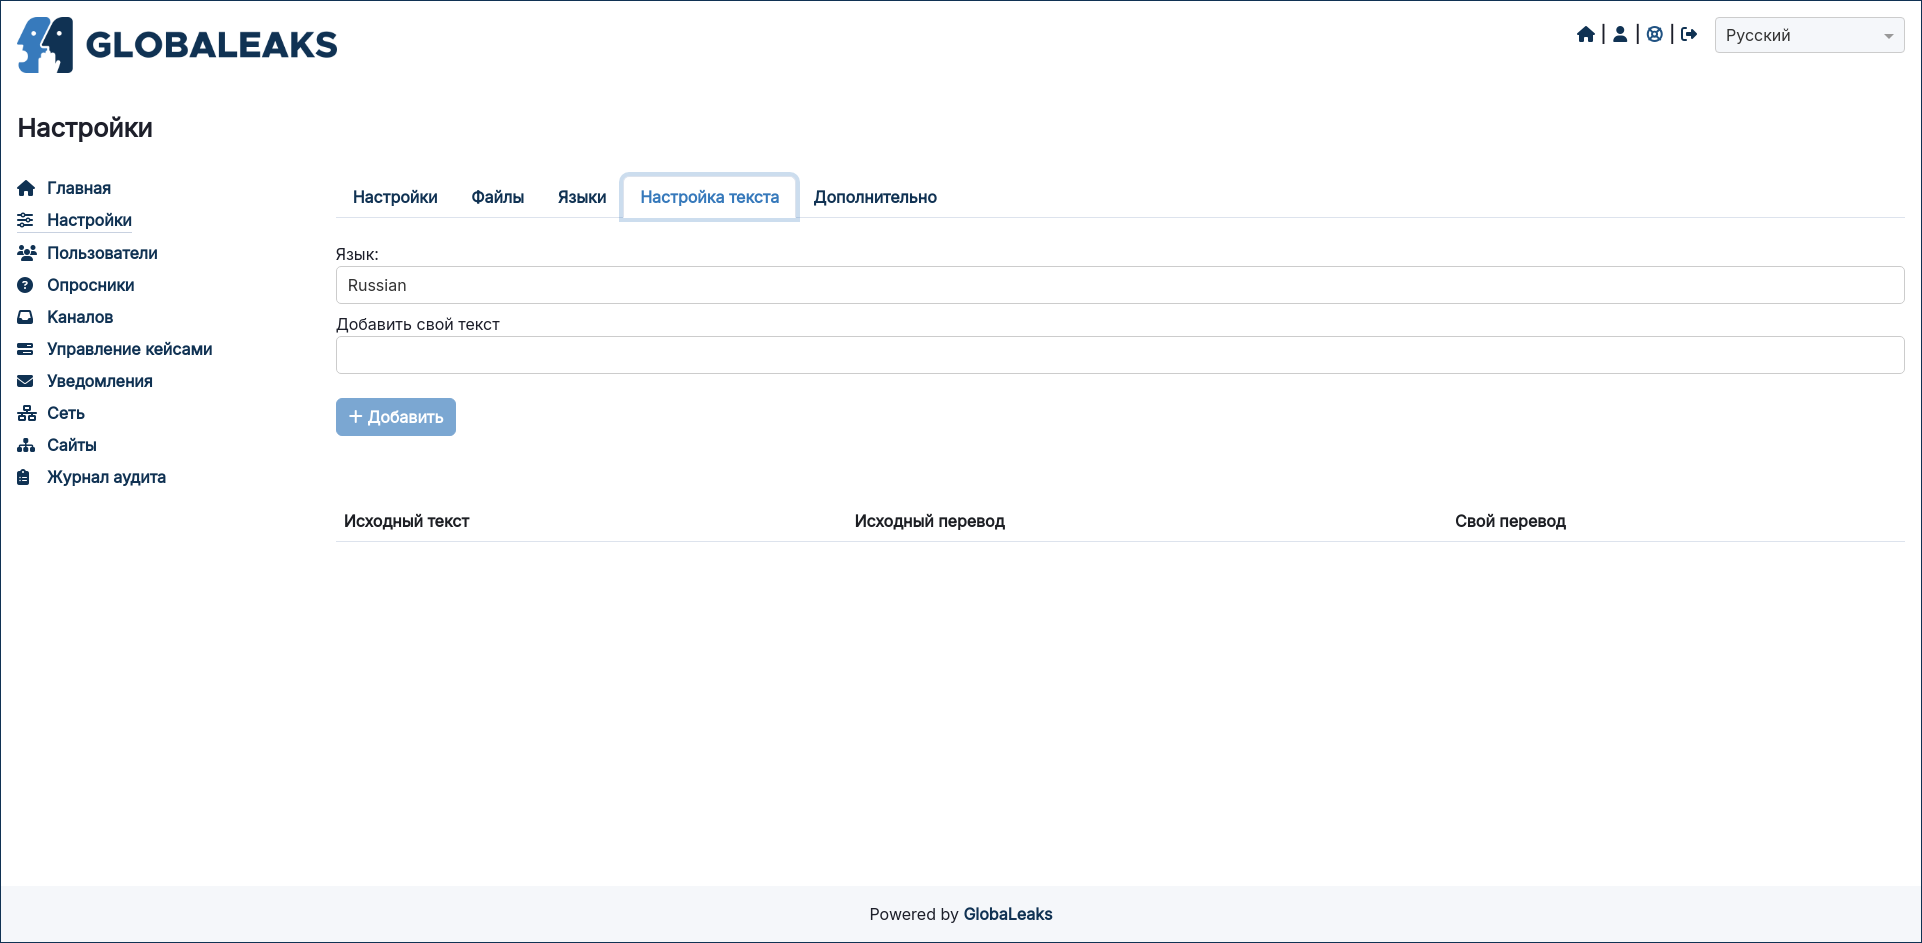 GLOBALEAKS
Русский
Настройки
Главная
Настройки
Пользователи
Опросники
Каналов
Управление кейсами
Уведомления
Сеть
Сайты
Журнал аудита
Настройки Файлы Языки Настройка текста Дополнительно
Язык:
Russian
Добавить свой текст
+ Добавить
Исходный текст Исходный перевод Свой перевод
Powered by GlobaLeaks